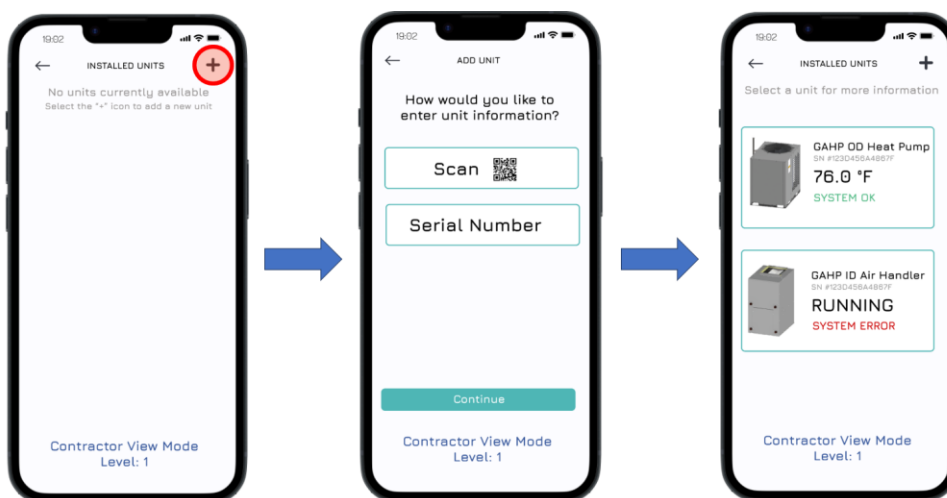 19:02
INSTALLED UNITS
No units currently available
Select the "+" icon to add a new unit
Contractor View Mode
Level: 1
19:02
ADD UNIT
How would you like to
enter unit information?
Scan
Serial Number
Continue
Contractor View Mode
Level: 1
19:02
INSTALLED UNITS
Select a unit for more information
GAHP OD Heat Pump
SN #123D456A4867F
76.0 °F
SYSTEM OK
GAHP ID Air Handler
SN #123D456A4867F
RUNNING
SYSTEM ERROR
Contractor View Mode
Level: 1